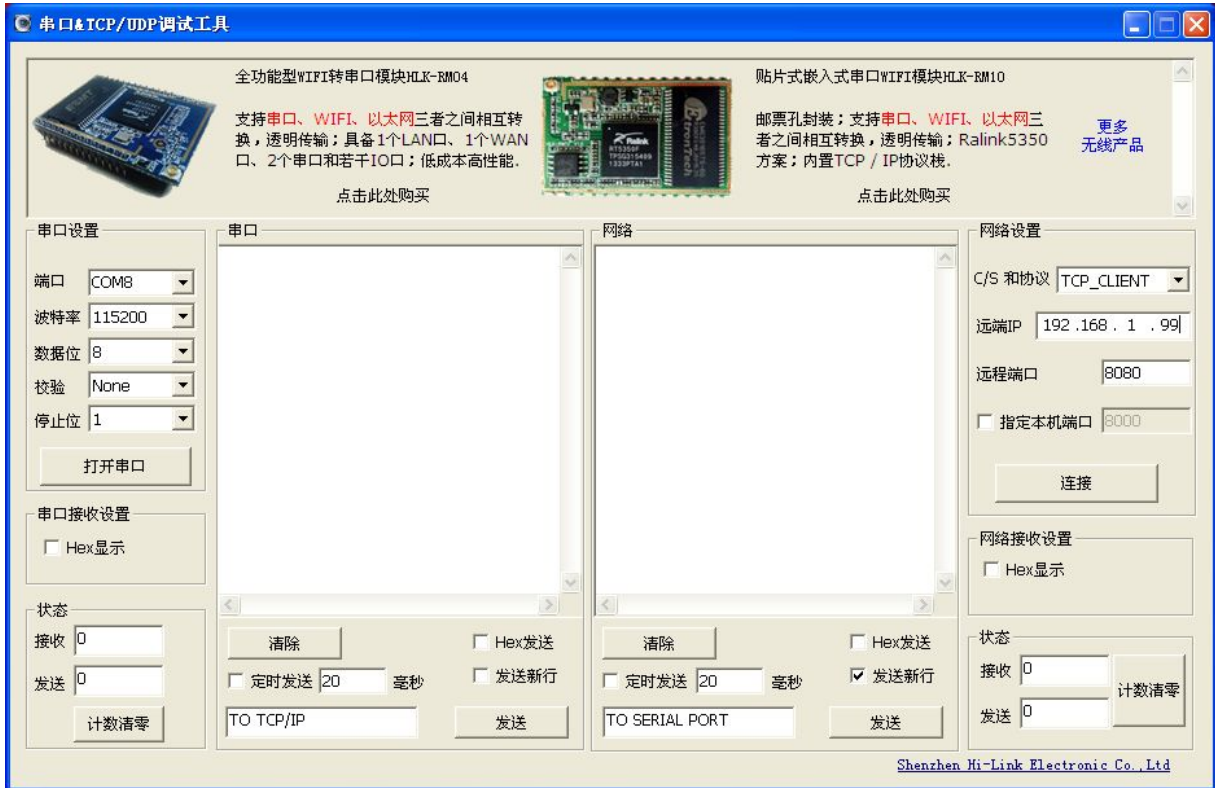 串口&TCP/UDP调试工具
全功能型WIFI转串口模块HLK-RM04
支持串口、WIFI、以太网三者之间相互转
换，透明传输；具备1个LAN口、1个WAN
口、2个串口和若干IO口；低成本高性能.
点击此处购买
Ralink
RT5350F
贴片式嵌入式串口WIFI模块HLK-RM10
邮票孔封装；支持串口、WIFI、以太网三
者之间相互转换，透明传输；Ralink5350
方案；内置TCP / IP协议栈.
点击此处购买
更多
无线产品
串口设置
端口 COM8
波特率 115200
数据位 8
校验 None
停止位 1
打开串口
串口接收设置
Hex显示
状态
接收 0
发送 0
计数清零
串口
清除
Hex发送
定时发送 20 毫秒
发送新行
TO TCP/IP
发送
网络
清除
Hex发送
定时发送 20 毫秒
发送新行
TO SERIAL PORT
发送
网络设置
C/S 和协议 TCP_CLIENT
远端IP 192 .168 . 1 . 99
远程端口 8080
指定本机端口 8000
连接
网络接收设置
Hex显示
状态
接收 0
发送 0
计数清零
Shenzhen Hi-Link Electronic Co.,Ltd